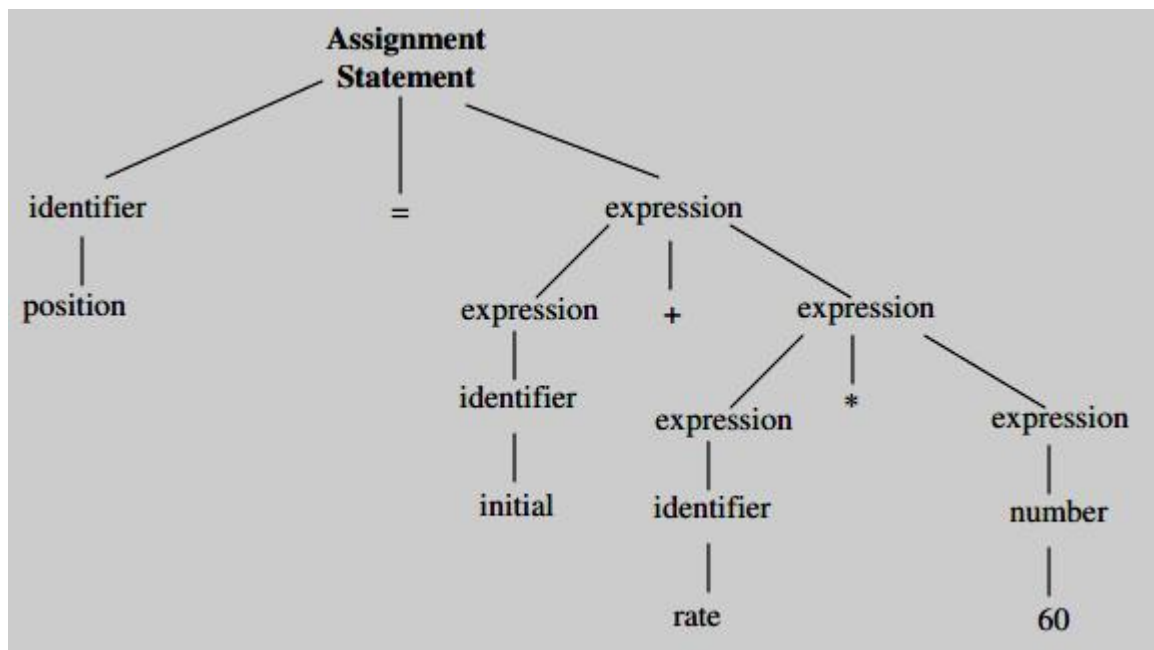 Assignment
Statement
identifier = expression
position expression + expression
identifier expression * expression
initial identifier number
rate 60